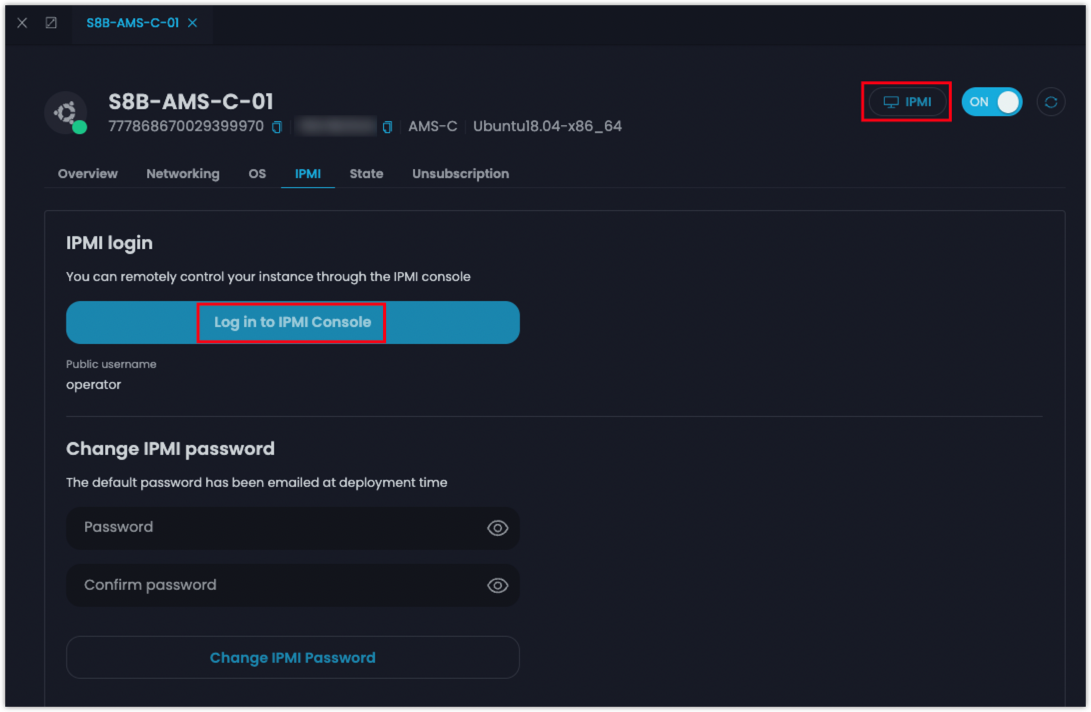 S8B-AMS-C-01
S8B-AMS-C-01
IPMI
ON
777868670029399970 AMS-C Ubuntu18.04-x86_64
Overview Networking OS IPMI State Unsubscription
IPMI login
You can remotely control your instance through the IPMI console
Log in to IPMI Console
Public username
operator
Change IPMI password
The default password has been emailed at deployment time
Password
Confirm password
Change IPMI Password